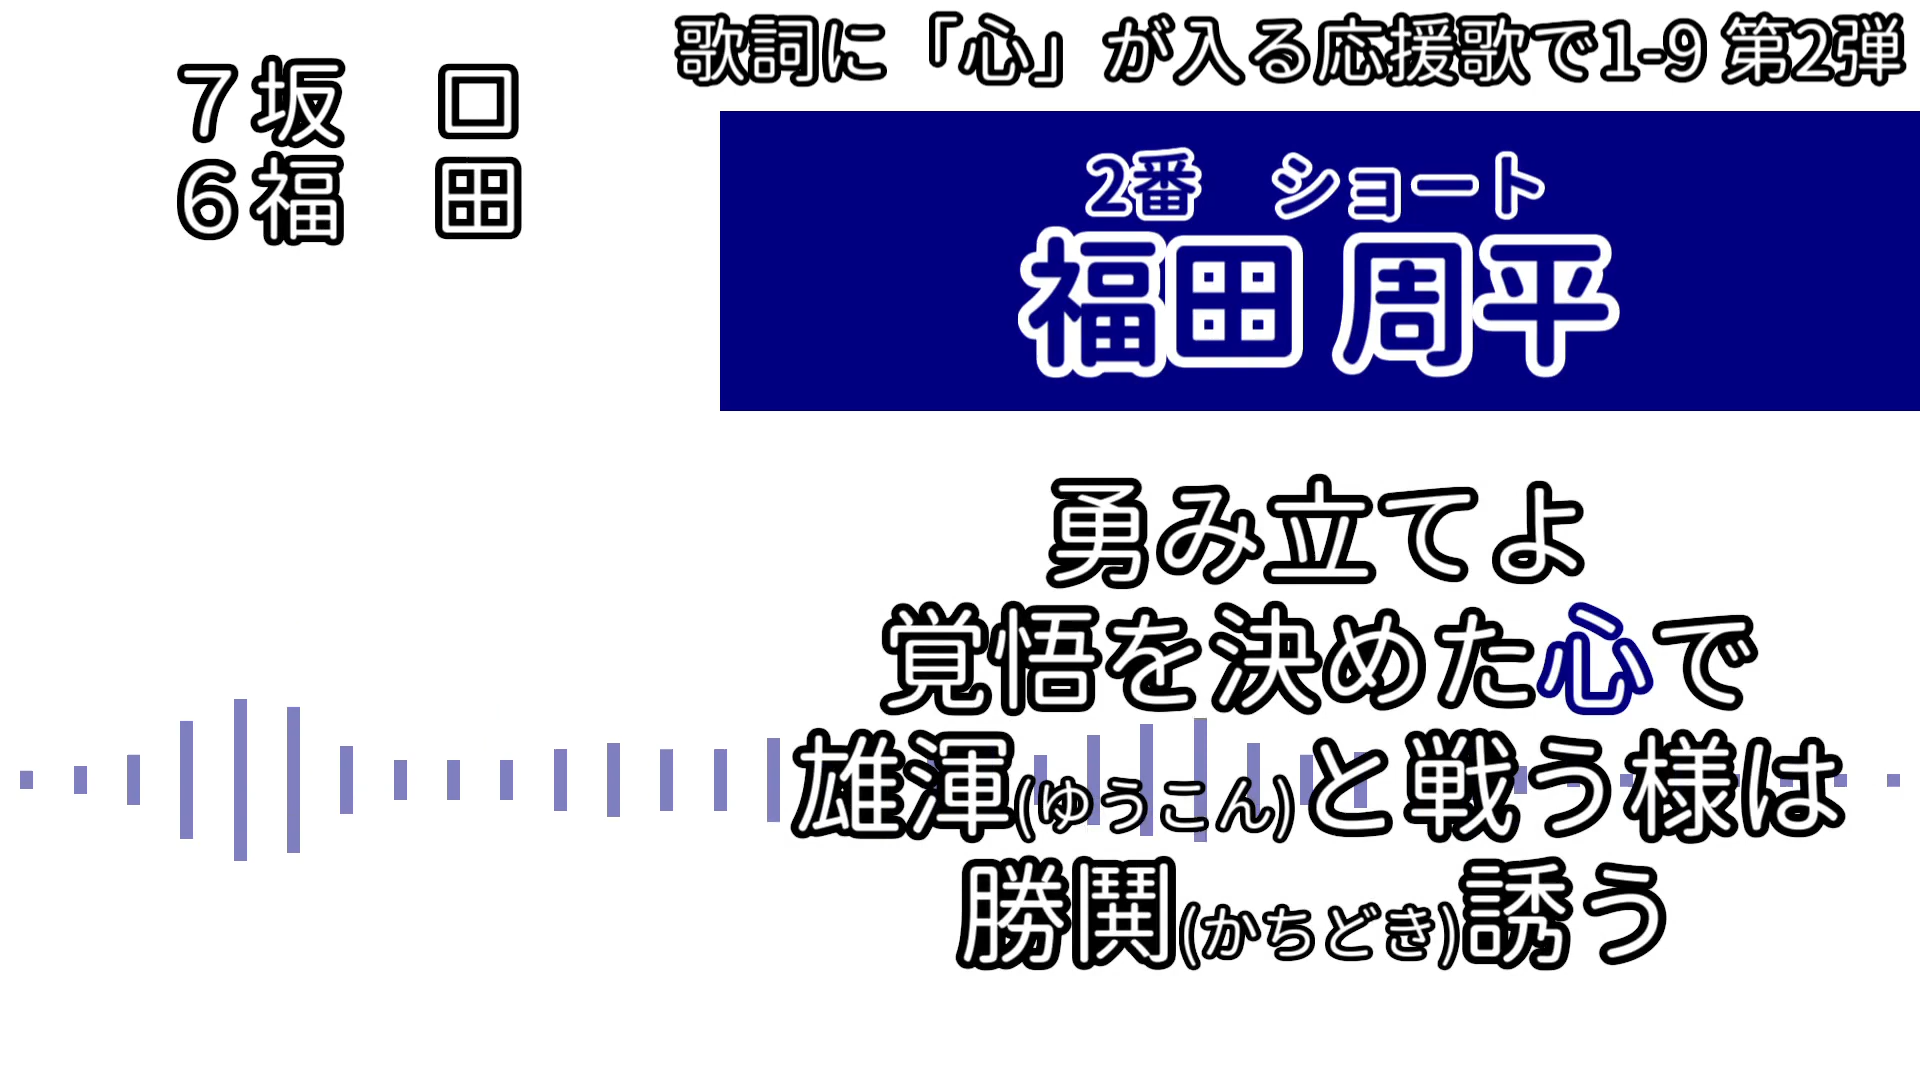 歌詞に「心」が入る応援歌で1-9 第2弾
7坂 口
6福 田
2番 ショート
福田 周平
勇み立てよ
覚悟を決めた心で
雄渾(ゆうこん)と戦う様は
勝鬨(かちどき)誘う